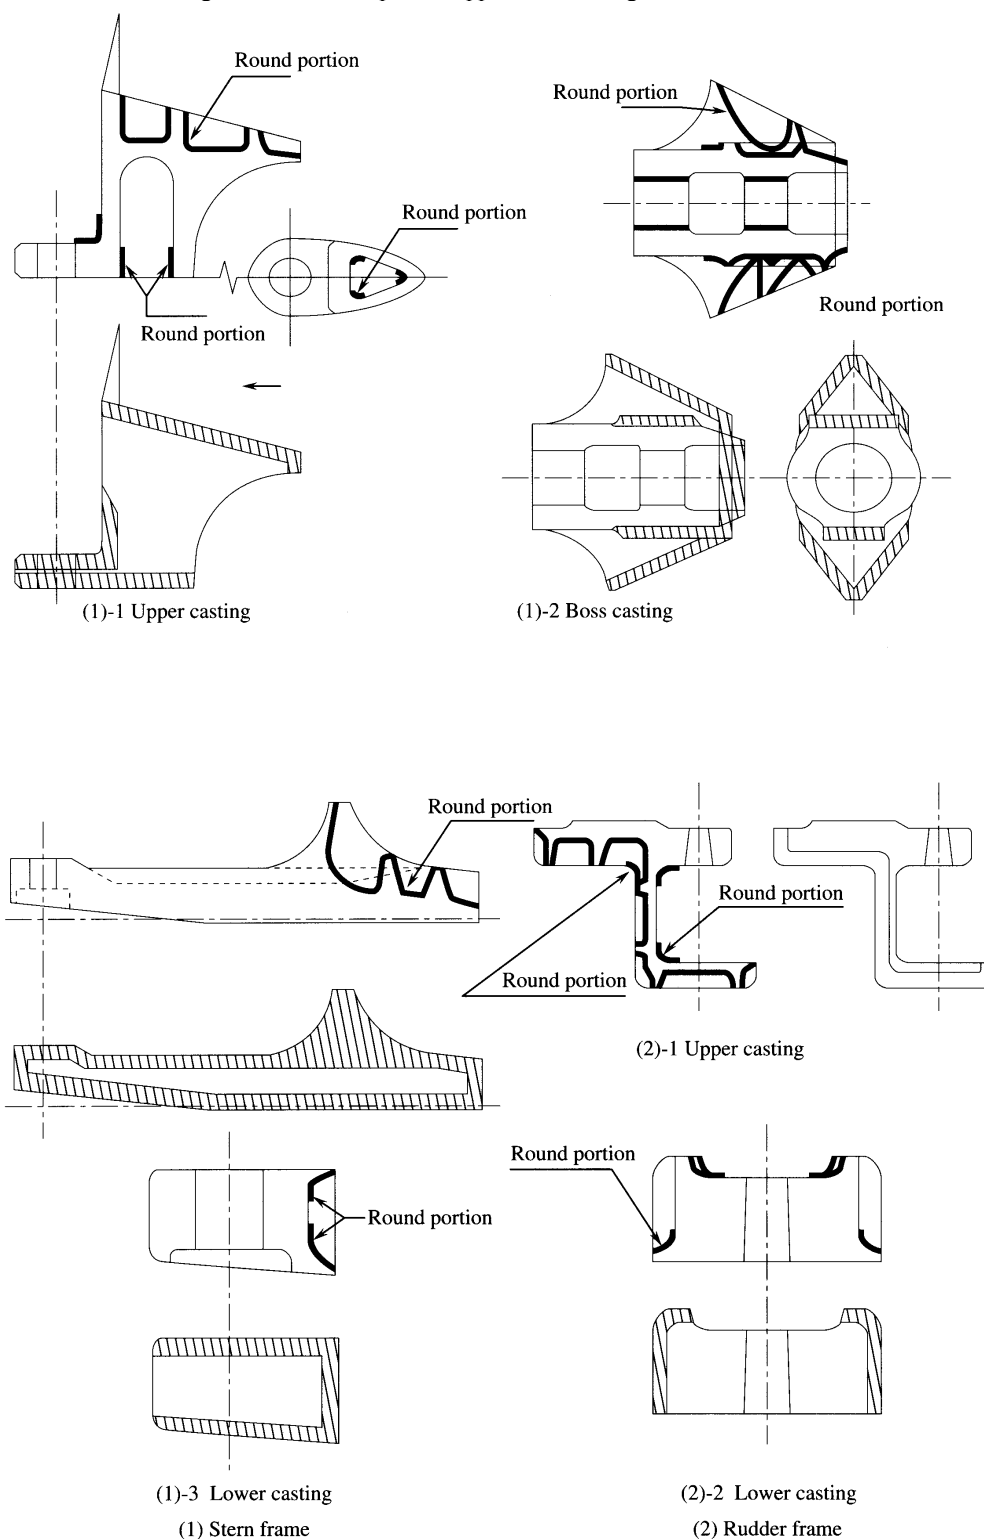 Round portion
Round portion
Round portion
Round portion
Round portion
(1)-1 Upper casting
(1)-2 Boss casting
Round portion
Round portion
Round portion
(2)-1 Upper casting
Round portion
Round portion
(1)-3 Lower casting
(2)-2 Lower casting
(1) Stern frame
(2) Rudder frame